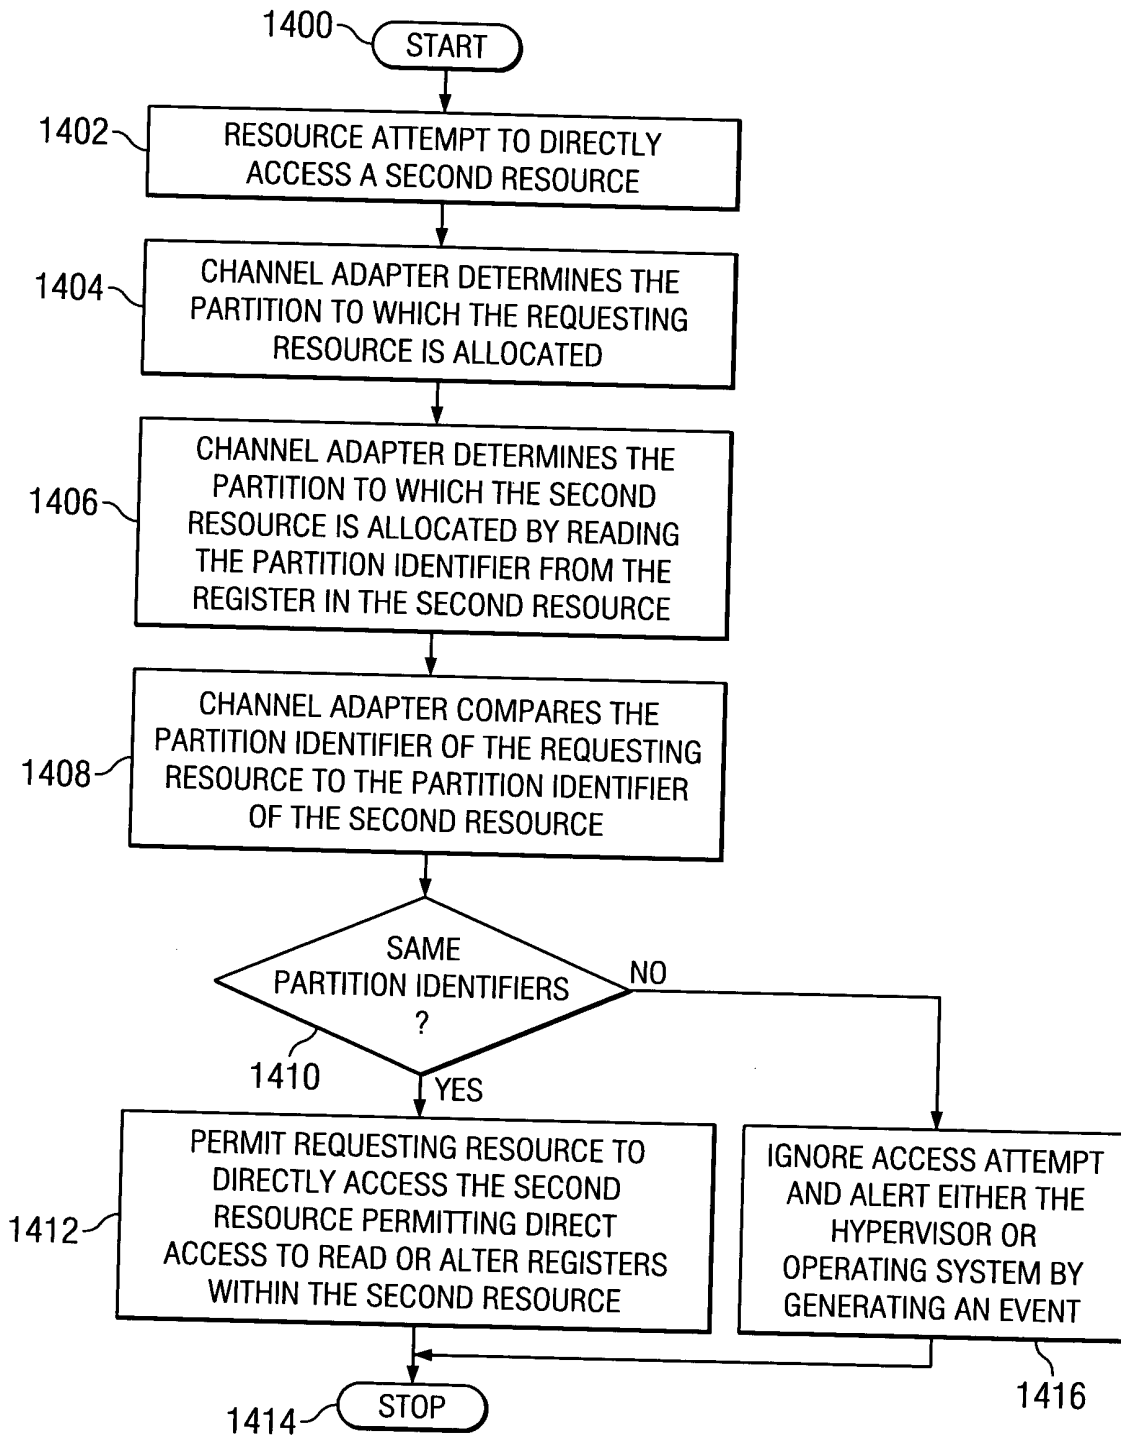 1400
START
1402
RESOURCE ATTEMPT TO DIRECTLY
ACCESS A SECOND RESOURCE
1404
CHANNEL ADAPTER DETERMINES THE
PARTITION TO WHICH THE REQUESTING
RESOURCE IS ALLOCATED
1406
CHANNEL ADAPTER DETERMINES THE
PARTITION TO WHICH THE SECOND
RESOURCE IS ALLOCATED BY READING
THE PARTITION IDENTIFIER FROM THE
REGISTER IN THE SECOND RESOURCE
1408
CHANNEL ADAPTER COMPARES THE
PARTITION IDENTIFIER OF THE REQUESTING
RESOURCE TO THE PARTITION IDENTIFIER
OF THE SECOND RESOURCE
SAME
PARTITION IDENTIFIERS
?
NO
1410
YES
1412
PERMIT REQUESTING RESOURCE TO
DIRECTLY ACCESS THE SECOND
RESOURCE PERMITTING DIRECT
ACCESS TO READ OR ALTER REGISTERS
WITHIN THE SECOND RESOURCE
IGNORE ACCESS ATTEMPT
AND ALERT EITHER THE
HYPERVISOR OR
OPERATING SYSTEM BY
GENERATING AN EVENT
1416
1414
STOP